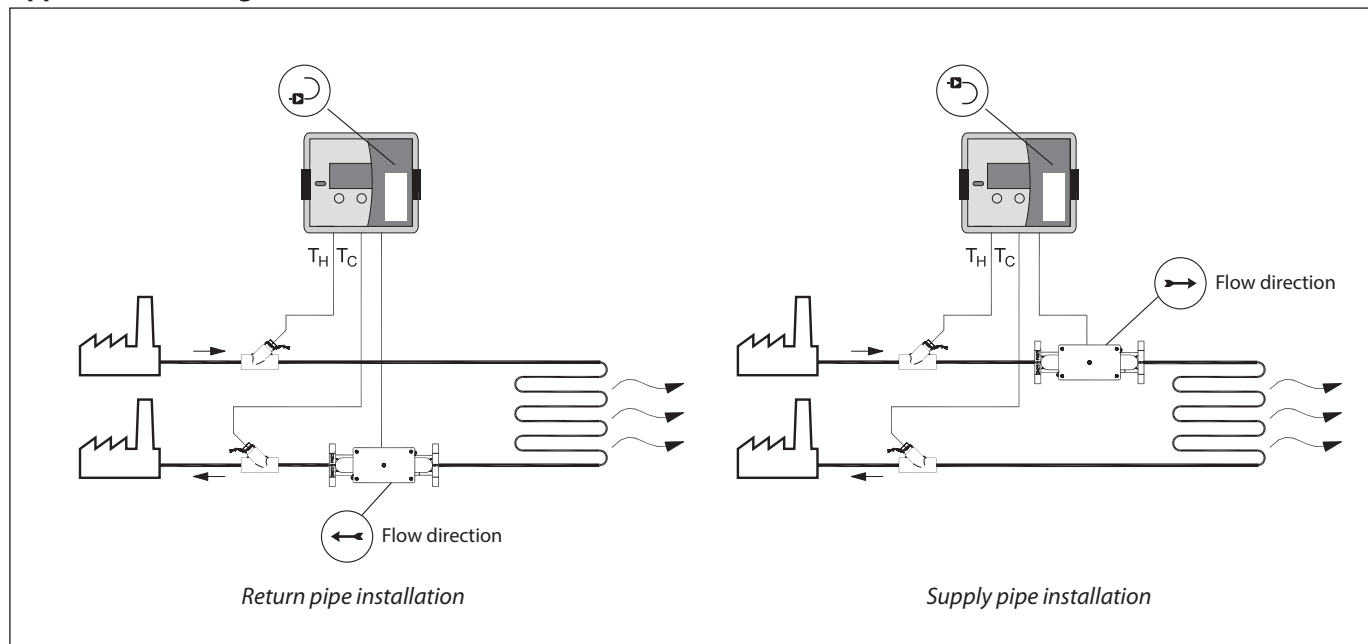 T_H T_C
Flow direction
Return pipe installation
T_H T_C
Flow direction
Supply pipe installation